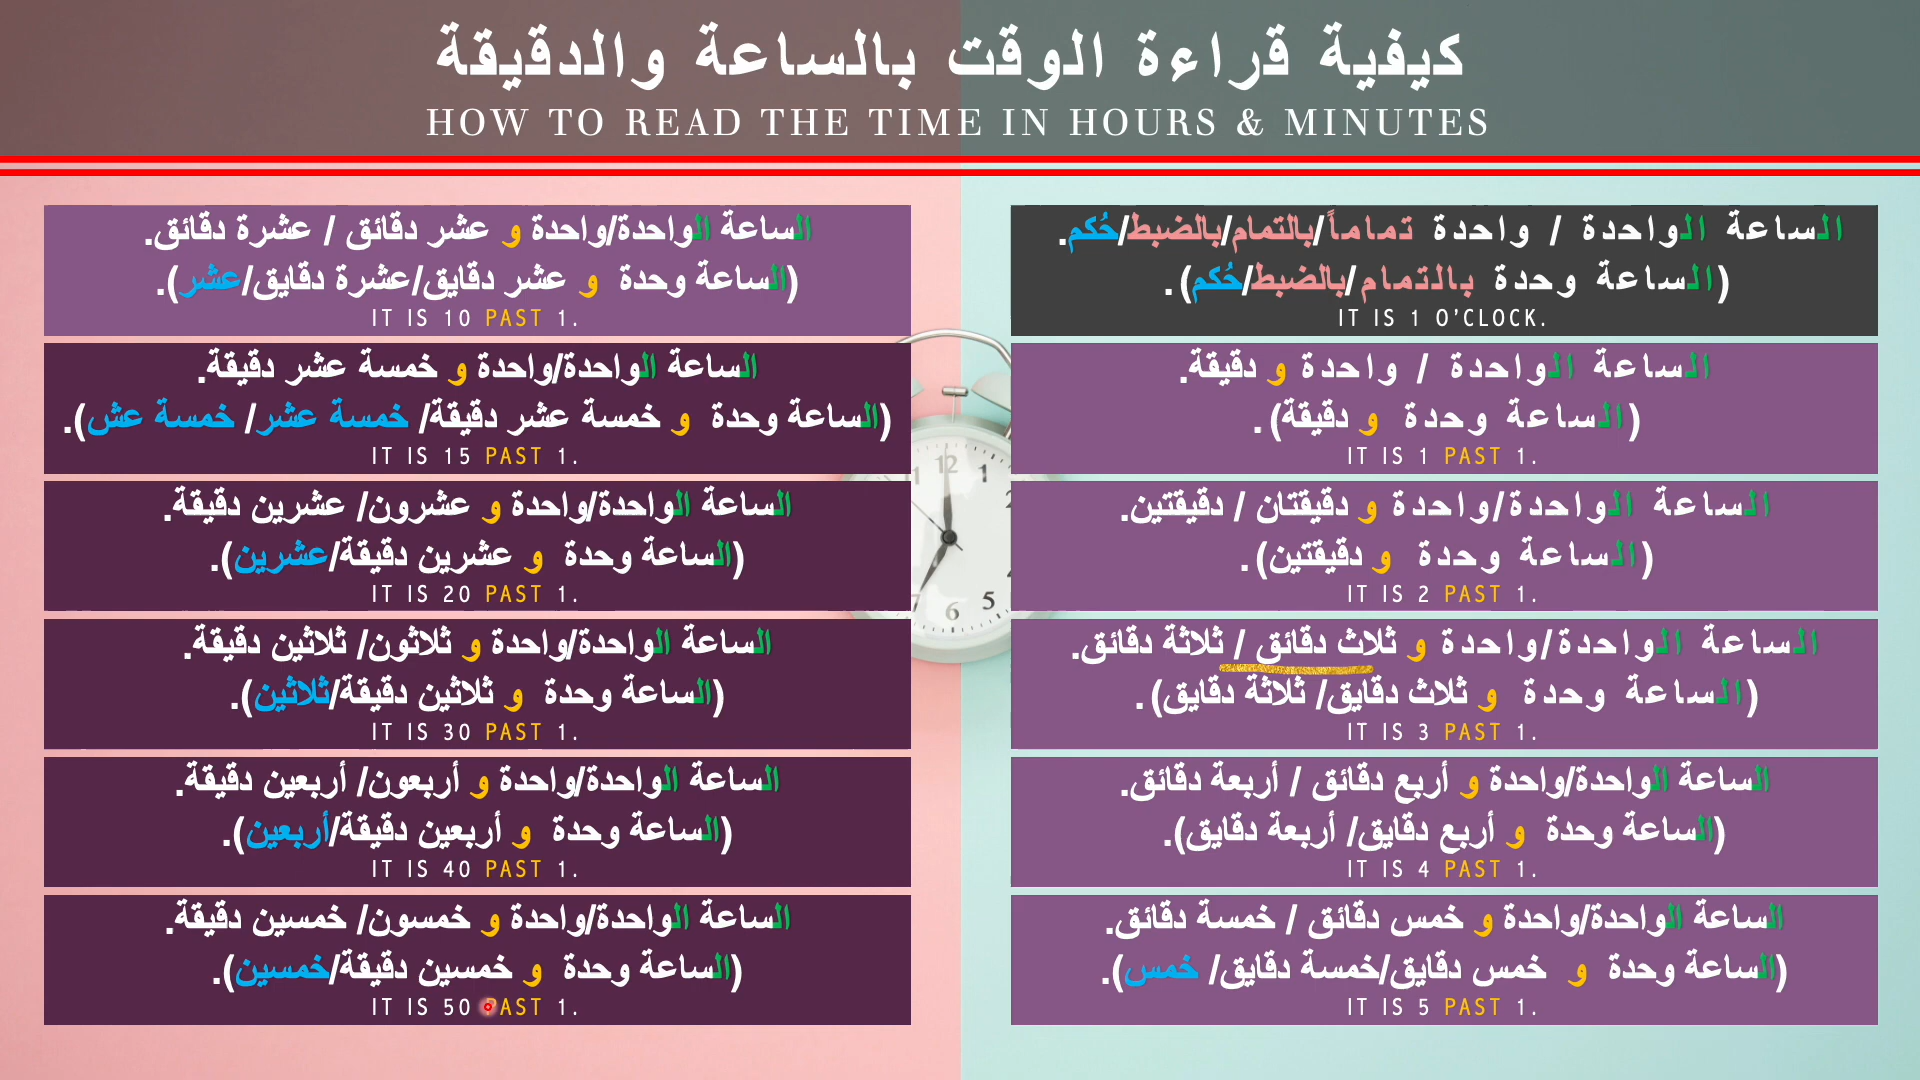 كيفية قراءة الوقت بالساعة والدقيقة
HOW TO READ THE TIME IN HOURS & MINUTES
الساعة الواحدة / واحدة تماماً/بالتمام/بالضبط/حُكم.
(الساعة وحدة بالتمام/بالضبط/حُكم).
IT IS 1 O'CLOCK.
الساعة الواحدة / واحدة و دقيقة.
(الساعة وحدة و دقيقة).
IT IS 1 PAST 1.
الساعة الواحدة/واحدة و دقيقتان / دقيقتين.
(الساعة وحدة و دقيقتين).
IT IS 2 PAST 1.
الساعة الواحدة/واحدة و ثلاث دقائق / ثلاثة دقائق.
(الساعة وحدة و ثلاث دقايق/ ثلاثة دقايق).
IT IS 3 PAST 1.
الساعة الواحدة/واحدة و أربع دقائق / أربعة دقائق.
(الساعة وحدة و أربع دقايق/ أربعة دقايق).
IT IS 4 PAST 1.
الساعة الواحدة/واحدة و خمس دقائق / خمسة دقائق.
(الساعة وحدة و خمس دقايق/خمسة دقايق/ خمس).
IT IS 5 PAST 1.
الساعة الواحدة/واحدة و عشر دقائق / عشرة دقائق.
(الساعة وحدة و عشر دقايق/عشرة دقايق/عشر).
IT IS 10 PAST 1.
الساعة الواحدة/واحدة و خمسة عشر دقيقة.
(الساعة وحدة و خمسة عشر دقيقة/ خمسة عشر/ خمسة عش).
IT IS 15 PAST 1.
الساعة الواحدة/واحدة و عشرون/ عشرين دقيقة.
(الساعة وحدة و عشرين دقيقة/عشرين).
IT IS 20 PAST 1.
الساعة الواحدة/واحدة و ثلاثون/ ثلاثين دقيقة.
(الساعة وحدة و ثلاثين دقيقة/ثلاثين).
IT IS 30 PAST 1.
الساعة الواحدة/واحدة و أربعون/ أربعين دقيقة.
(الساعة وحدة و أربعين دقيقة/أربعين).
IT IS 40 PAST 1.
الساعة الواحدة/واحدة و خمسون/ خمسين دقيقة.
(الساعة وحدة و خمسين دقيقة/خمسين).
IT IS 50 PAST 1.
12
1
5
6